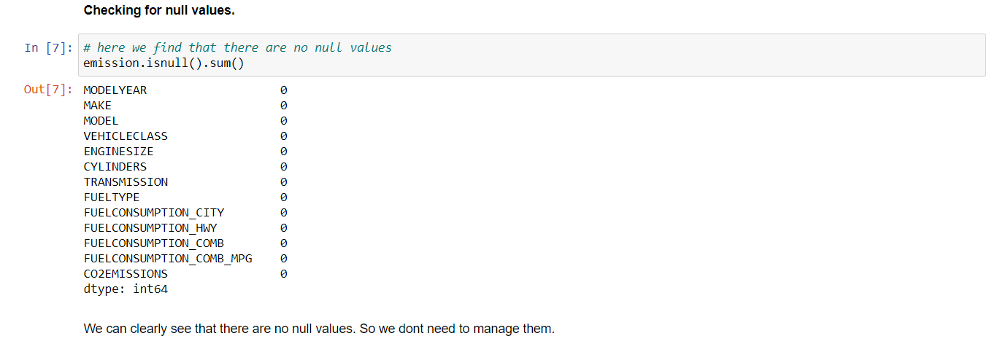 Checking for null values.
In [7]: # here we find that there are no null values
emission.isnull().sum()
Out[7]: MODELYEAR 0
MAKE 0
MODEL 0
VEHICLECLASS 0
ENGINESIZE 0
CYLINDERS 0
TRANSMISSION 0
FUELTYPE 0
FUELCONSUMPTION_CITY 0
FUELCONSUMPTION_HWY 0
FUELCONSUMPTION_COMB 0
FUELCONSUMPTION_COMB_MPG 0
CO2EMISSIONS 0
dtype: int64
We can clearly see that there are no null values. So we dont need to manage them.